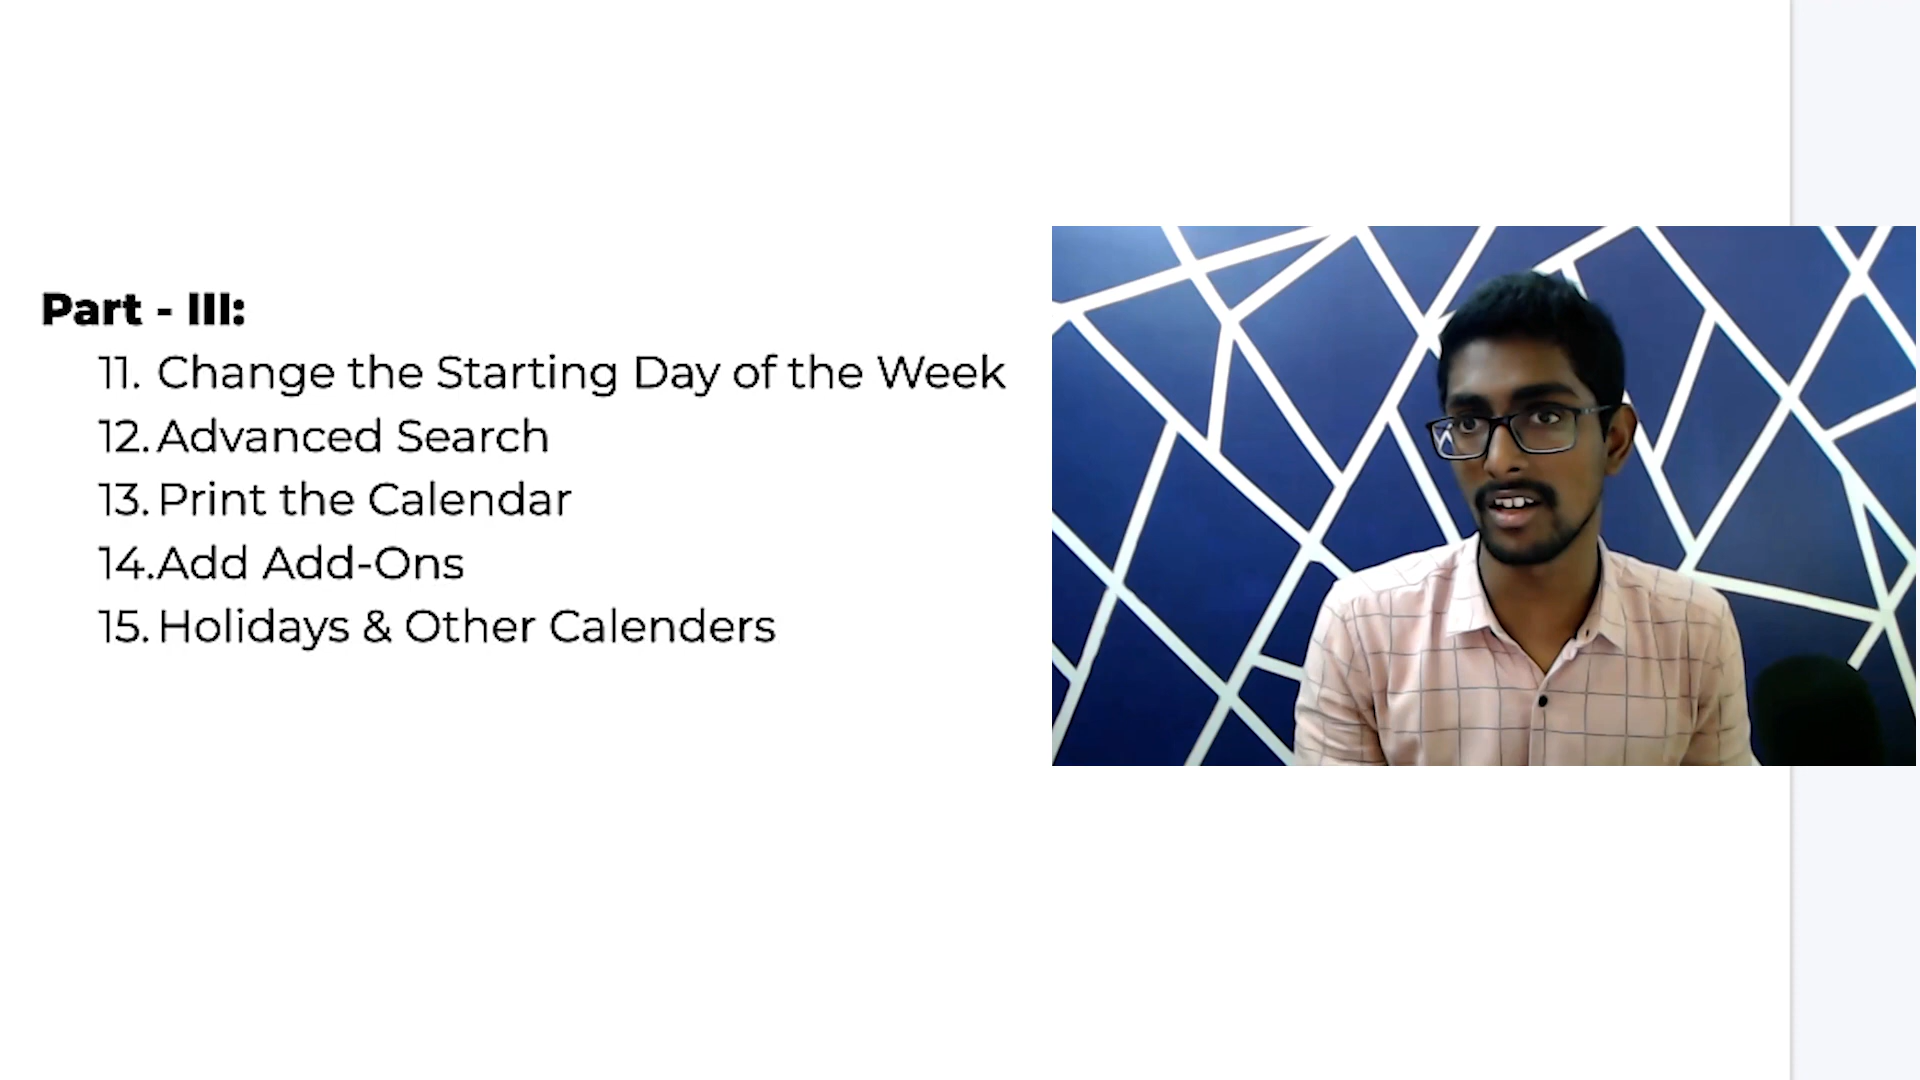 Part - III:
11. Change the Starting Day of the Week
12. Advanced Search
13. Print the Calendar
14. Add Add-Ons
15. Holidays & Other Calenders